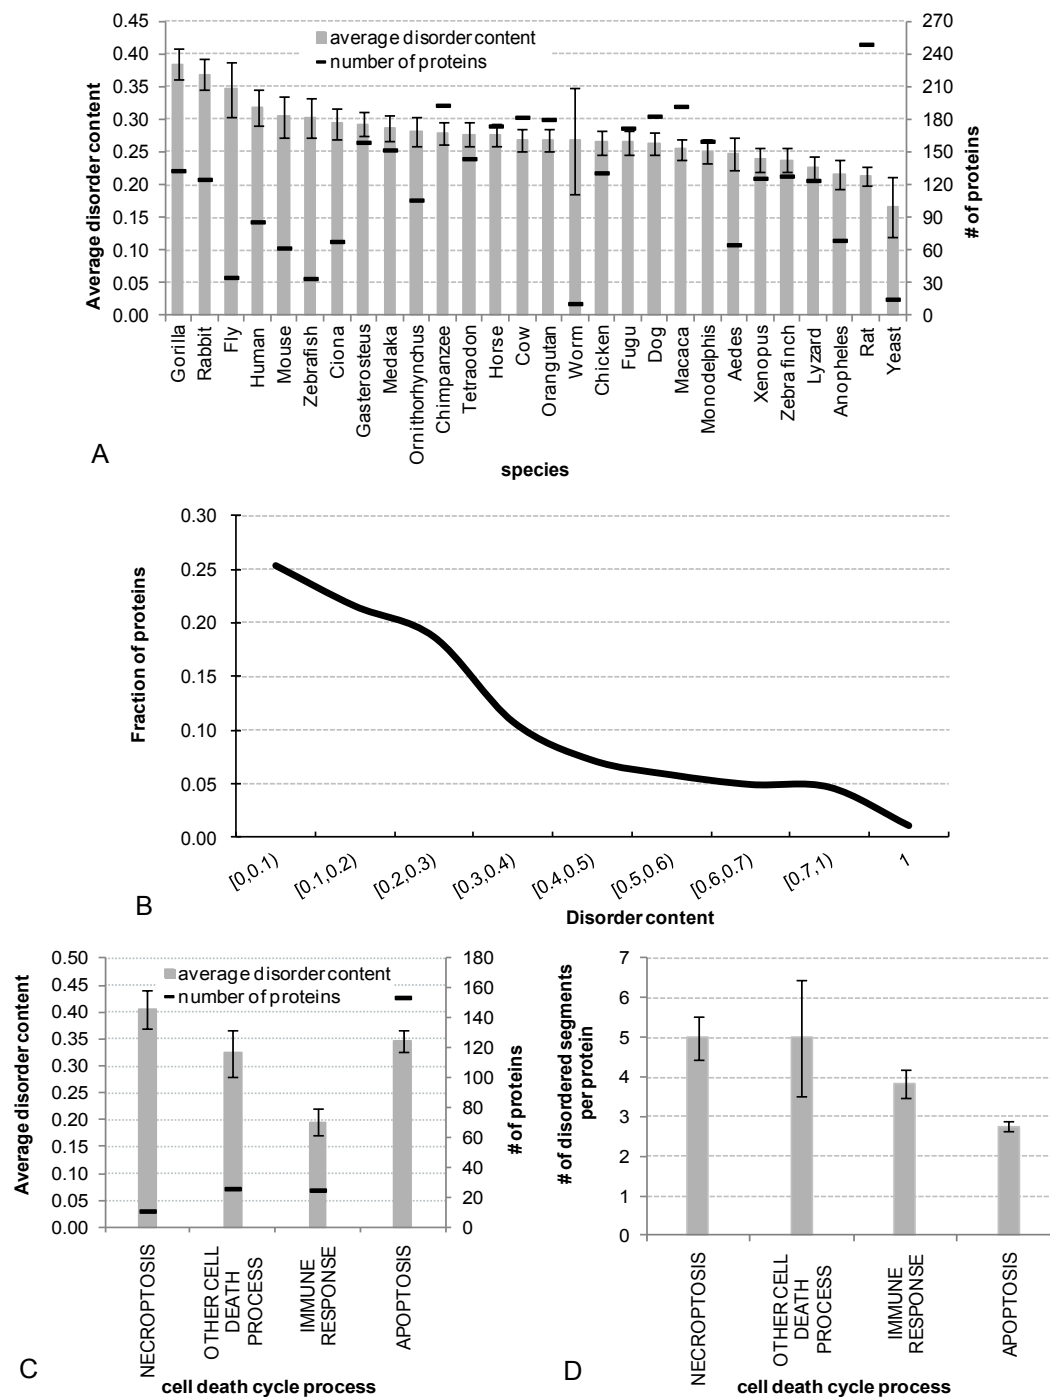 0.45
0.40
0.35
0.30
0.25
0.20
0.15
0.10
0.05
0.00
Average disorder content
average disorder content
number of proteins
270
240
210
180
150
120
90
60
30
0
# of proteins
Gorilla
Rabbit
Fly
Human
Mouse
Zebrafish
Ciona
Gasterosteus
Medaka
Ornithorhynchus
Chimpanzee
Tetraodon
Horse
Cow
Orangutan
Worm
Chicken
Fugu
Dog
Macaca
Monodelphis
Aedes
Xenopus
Zebra finch
Lyzard
Anopheles
Rat
Yeast
A
species
0.30
0.25
0.20
0.15
0.10
0.05
0.00
Fraction of proteins
[0,0.1)
[0.1,0.2)
[0.2,0.3)
[0.3,0.4)
[0.4,0.5)
[0.5,0.6)
[0.6,0.7)
[0.7,1)
1
B
Disorder content
0.50
0.45
0.40
0.35
0.30
0.25
0.20
0.15
0.10
0.05
0.00
Average disorder content
average disorder content
number of proteins
180
160
140
120
100
80
60
40
20
0
# of proteins
NECROPTOSIS
OTHER CELL
DEATH
PROCESS
IMMUNE
RESPONSE
APOPTOSIS
C
cell death cycle process
7
6
5
4
3
2
1
0
# of disordered segments
per protein
NECROPTOSIS
OTHER CELL
DEATH
PROCESS
IMMUNE
RESPONSE
APOPTOSIS
D
cell death cycle process